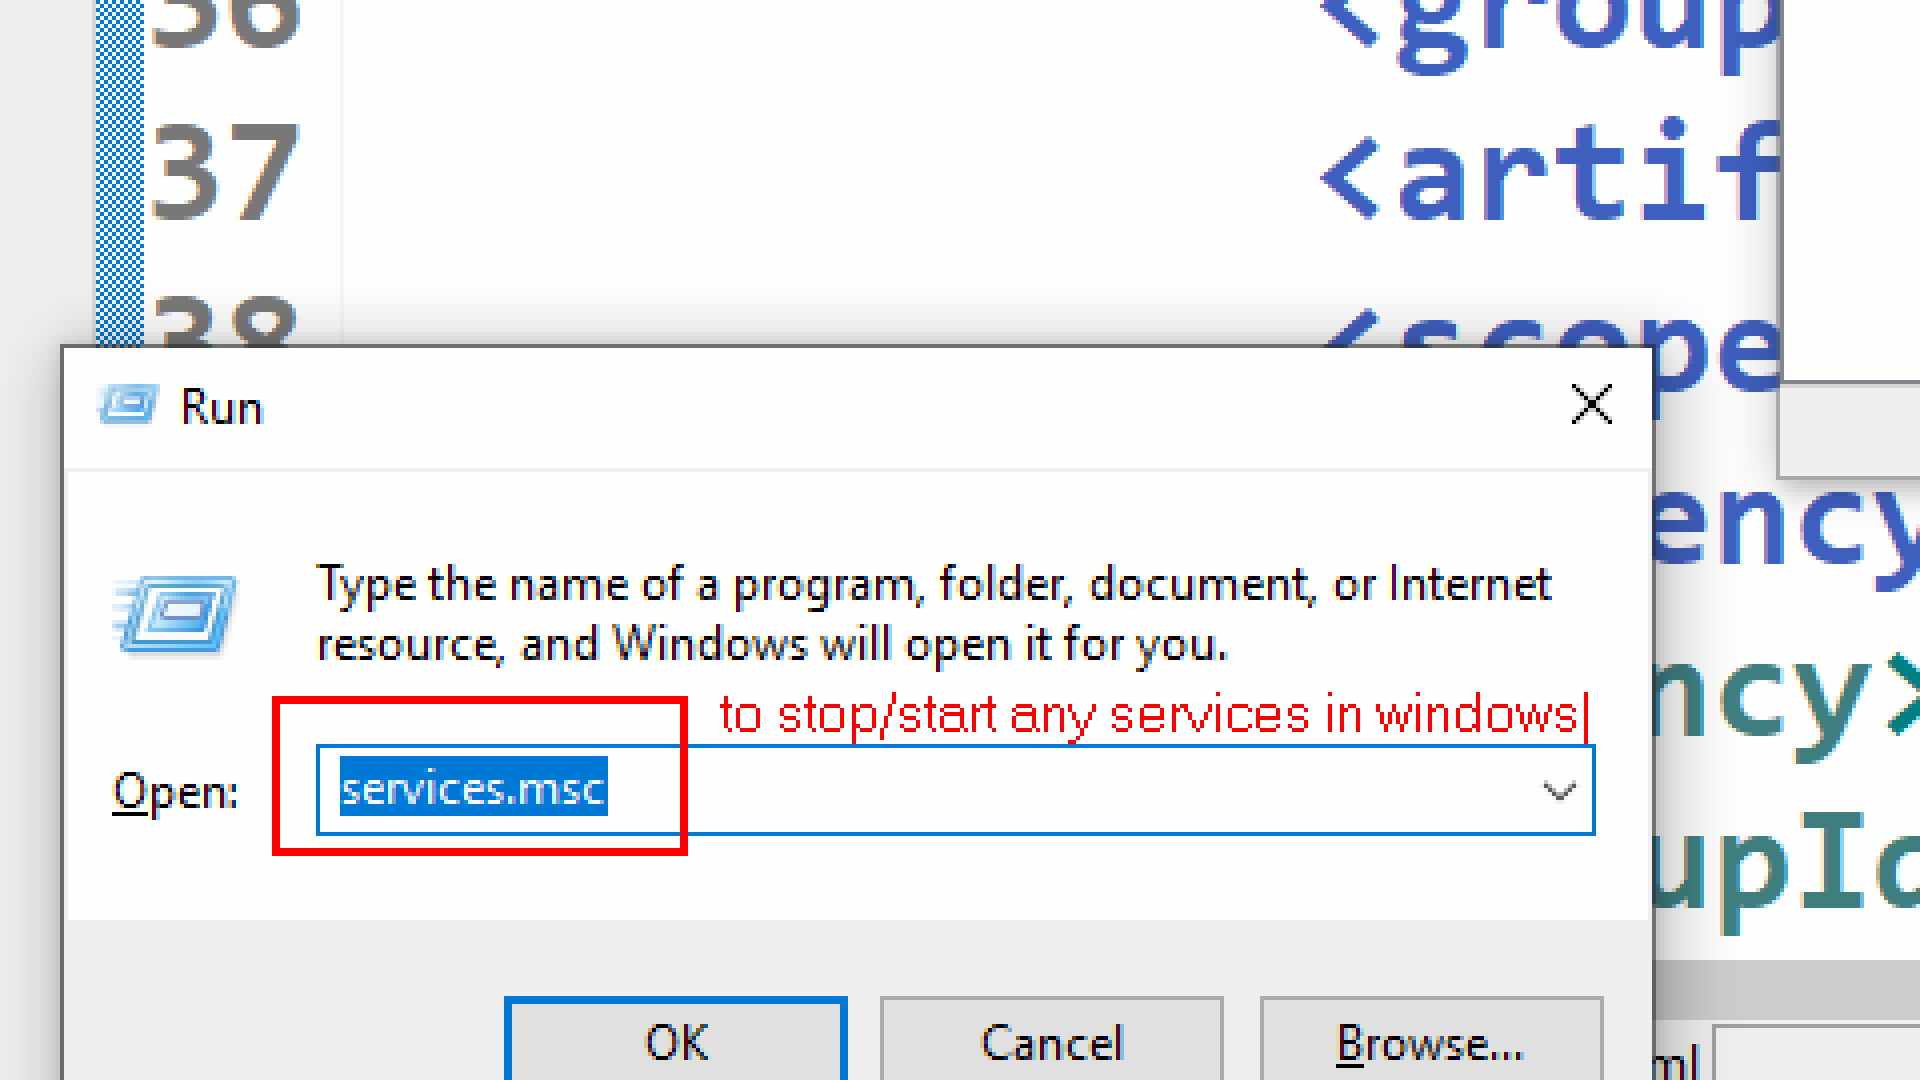 36
<group
37
<artif
38
<scope
Run
ency
Type the name of a program, folder, document, or Internet
resource, and Windows will open it for you.
ncy>
to stop/start any services in windows
Open:
services.msc
upId
OK
Cancel
Browse...
ml